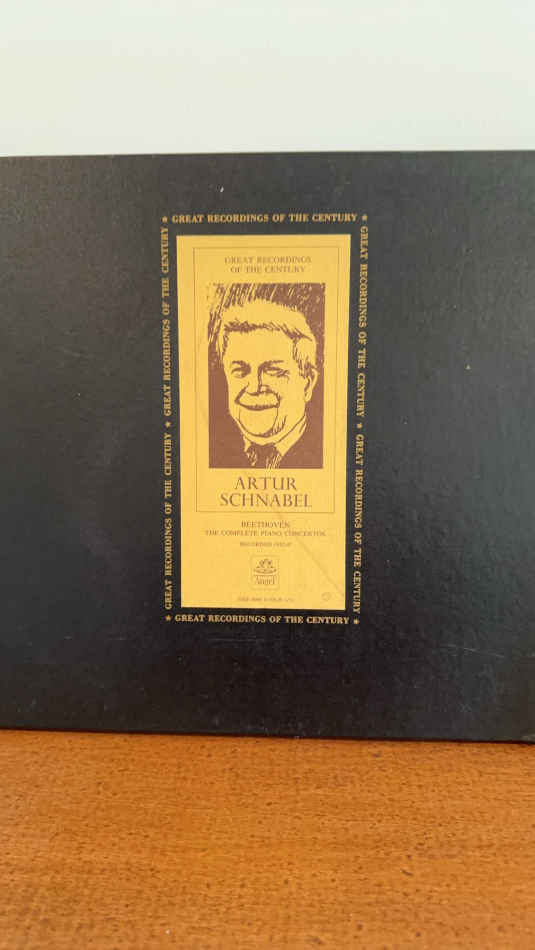 ★ GREAT RECORDINGS OF THE CENTURY ★
GREAT RECORDINGS OF THE CENTURY ★ GREAT RECORDINGS OF THE CENTURY
GREAT RECORDINGS
OF THE CENTURY
ARTUR
SCHNABEL
BEETHOVEN
THE COMPLETE PIANO CONCERTOS
Angel
GREAT RECORDINGS OF THE CENTURY ★ GREAT RECORDINGS OF THE CENTURY
★ GREAT RECORDINGS OF THE CENTURY ★